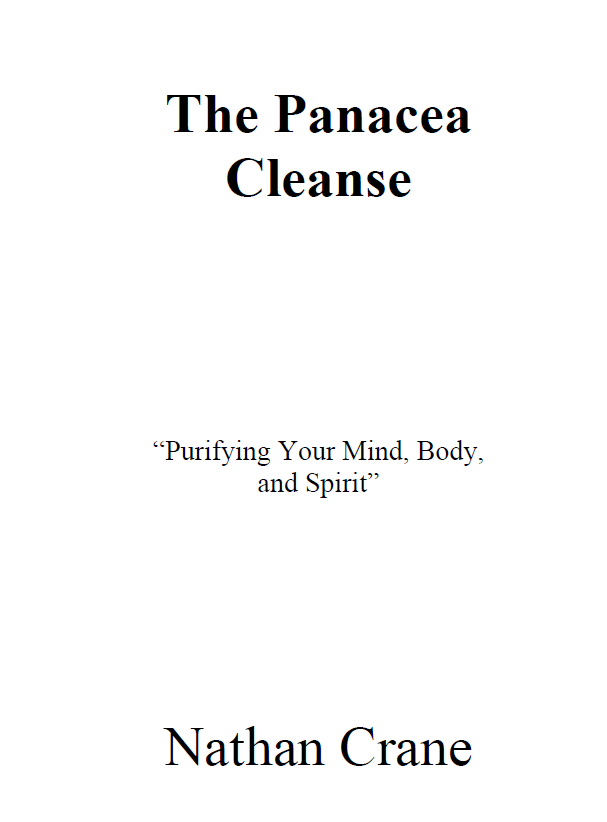 The Panacea
Cleanse
“Purifying Your Mind, Body,
and Spirit”
Nathan Crane